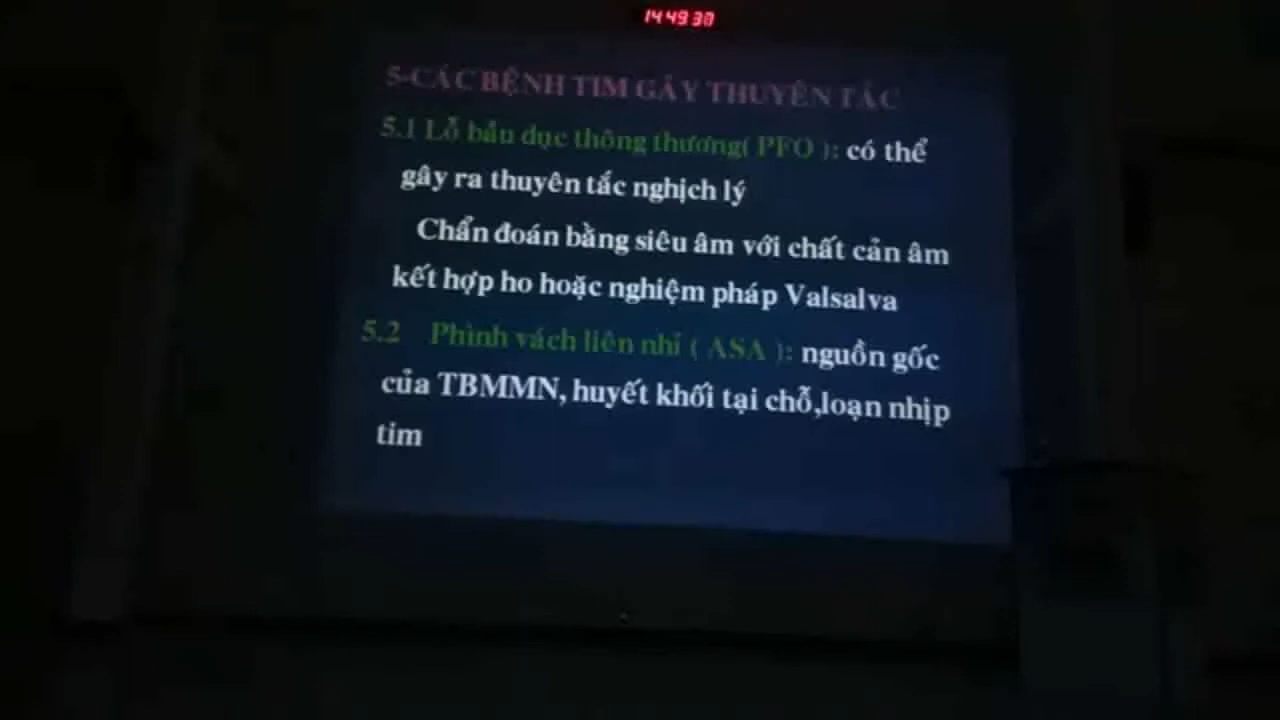 14 49 30
5-CÁC BỆNH TIM GÂY THUYÊN TẮC
5.1 Lỗ bầu dục thông thương( PFO ): có thể
gây ra thuyên tắc nghịch lý
Chẩn đoán bằng siêu âm với chất cản âm
kết hợp ho hoặc nghiệm pháp Valsalva
5.2 Phình vách liên nhỉ ( ASA ): nguồn gốc
của TBMMN, huyết khối tại chỗ,loạn nhịp
tim